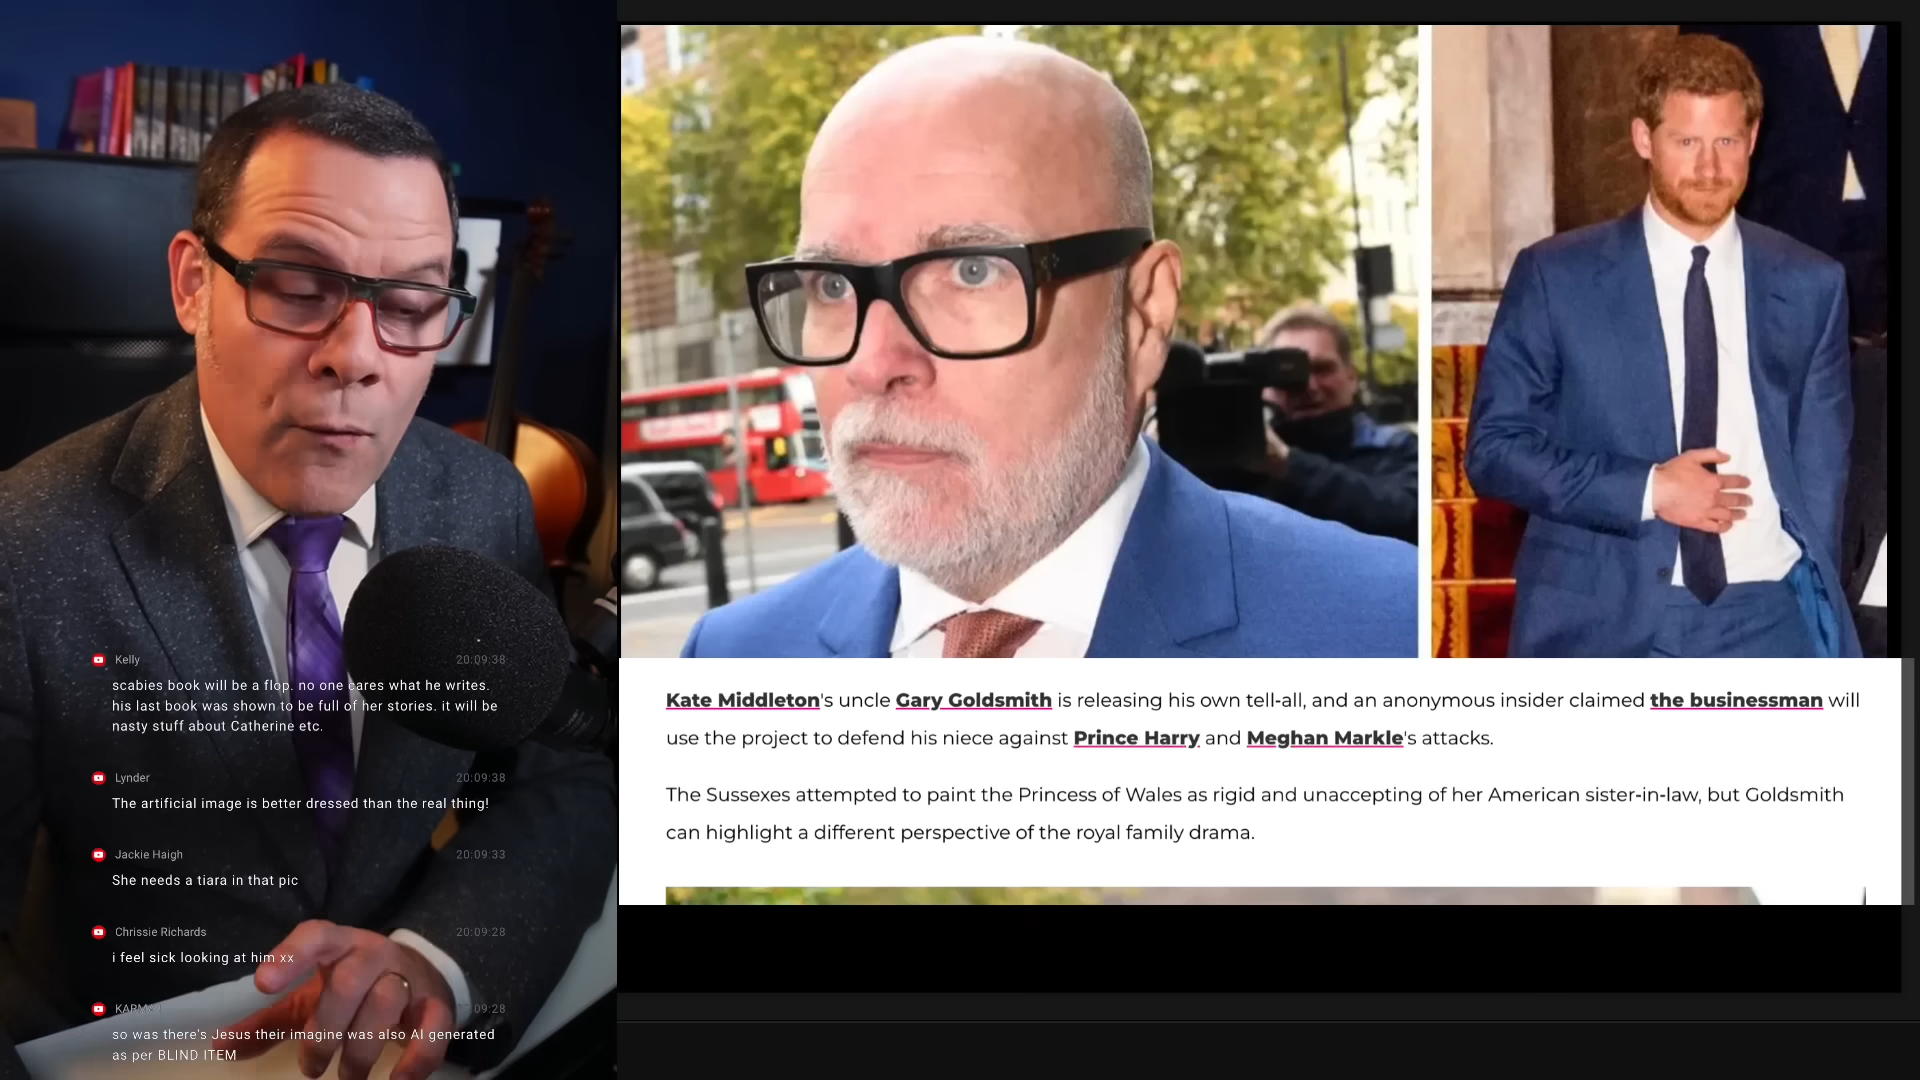 Kelly 20:09:38
scabies book will be a flop. no one cares what he writes.
his last book was shown to be full of her stories. it will be
nasty stuff about Catherine etc.
Lynder 20:09:38
The artificial image is better dressed than the real thing!
Jackie Haigh 20:09:33
She needs a tiara in that pic
Chrissie Richards 20:09:28
i feel sick looking at him xx
09:28
so was there's Jesus their imagine was also AI generated
as per BLIND ITEM
Kate Middleton's uncle Gary Goldsmith is releasing his own tell-all, and an anonymous insider claimed the businessman will
use the project to defend his niece against Prince Harry and Meghan Markle's attacks.
The Sussexes attempted to paint the Princess of Wales as rigid and unaccepting of her American sister-in-law, but Goldsmith
can highlight a different perspective of the royal family drama.